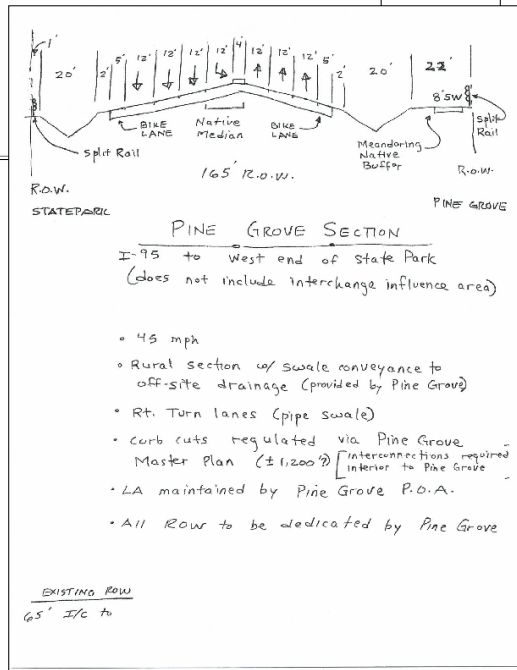 1'
20'
2'
5'
12'
12'
12'
12'
4'
12'
12'
12'
5'
2'
20'
22'
8' SW
Split Rail
BIKE LANE
Native Median
BIKE LANE
Meandering Native Buffer
Split Rail
165' R.O.W.
R.O.W.
R.O.W.
STATE PARK
PINE GROVE
PINE GROVE SECTION
I-95 to West end of State Park
(does not include interchange influence area)
• 45 mph
• Rural section w/ swale conveyance to
off-site drainage (provided by Pine Grove)
• Rt. Turn lanes (pipe swale)
• Curb cuts regulated via Pine Grove
Master Plan (± 1,200') [Interconnections required
interior to Pine Grove
• LA maintained by Pine Grove P.O.A.
• All ROW to be dedicated by Pine Grove
EXISTING ROW
65' I/C to